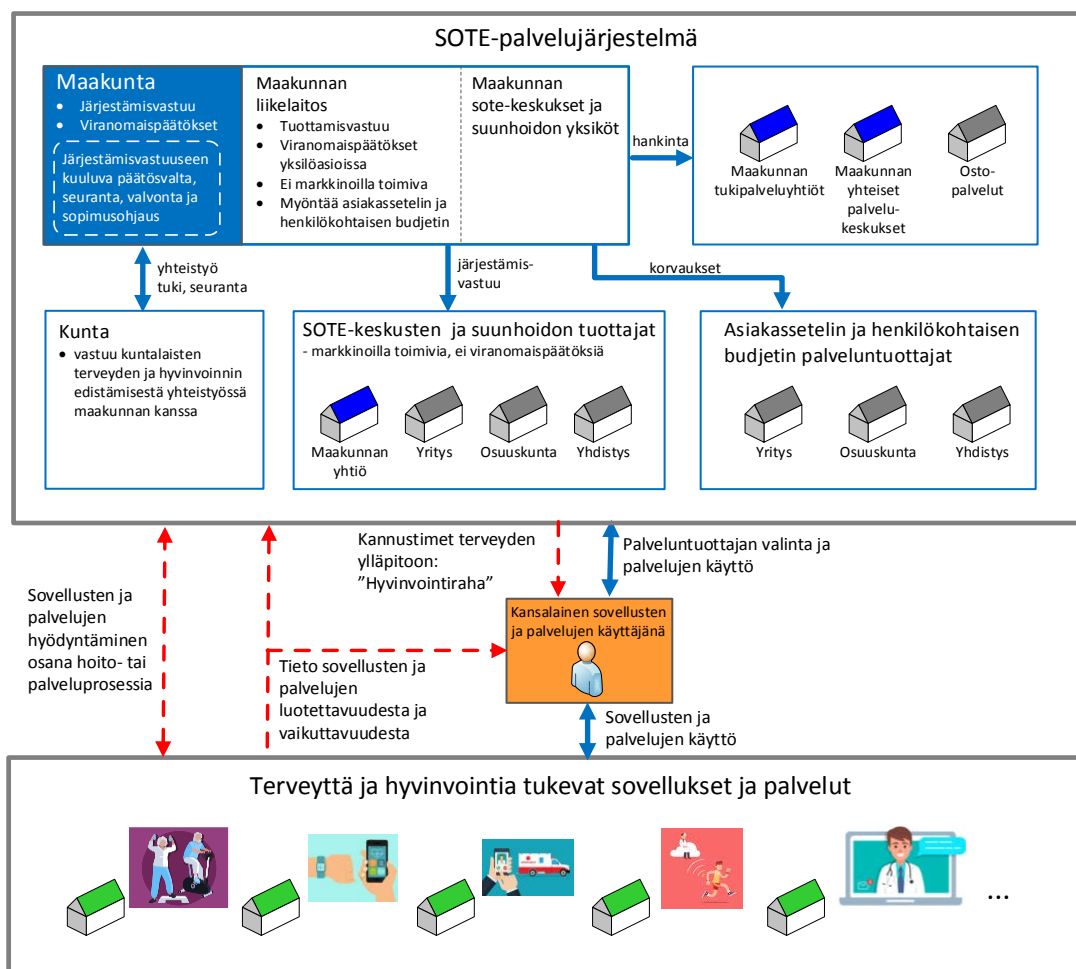 SOTE-palvelujärjestelmä
Maakunta
• Järjestämisvastuu
• Viranomaispäätökset
Järjestämisvastuuseen
kuuluva päätösvalta,
seuranta, valvonta ja
sopimusohjaus
Maakunnan
liikelaitos
• Tuottamisvastuu
• Viranomaispäätökset
yksilöasioissa
• Ei markkinoilla toimiva
• Myöntää asiakassetelin ja
henkilökohtaisen budjetin
Maakunnan
sote-keskukset ja
suunhoidon yksiköt
hankinta
Maakunnan
tukipalveluyhtiöt
Maakunnan
yhteiset
palvelu-
keskukset
Osto-
palvelut
yhteistyö
tuki, seuranta
järjestämis-
vastuu
korvaukset
Kunta
• vastuu kuntalaisten
terveyden ja hyvinvoinnin
edistämisestä yhteistyössä
maakunnan kanssa
SOTE-keskusten ja suunhoidon tuottajat
- markkinoilla toimivia, ei viranomaispäätöksiä
Maakunnan
yhtiö
Yritys
Osuuskunta
Yhdistys
Asiakassetelin ja henkilökohtaisen
budjetin palveluntuottajat
Yritys
Osuuskunta
Yhdistys
Sovellusten ja
palvelujen
hyödyntäminen
osana hoito- tai
palveluprosessia
Kannustimet terveyden
ylläpitoon:
”Hyvinvointiraha”
Palveluntuottajan valinta ja
palvelujen käyttö
Kansalainen sovellusten
ja palvelujen käyttäjänä
Tieto sovellusten ja
palvelujen
luotettavuudesta ja
vaikuttavuudesta
Sovellusten ja
palvelujen käyttö
Terveyttä ja hyvinvointia tukevat sovellukset ja palvelut
...